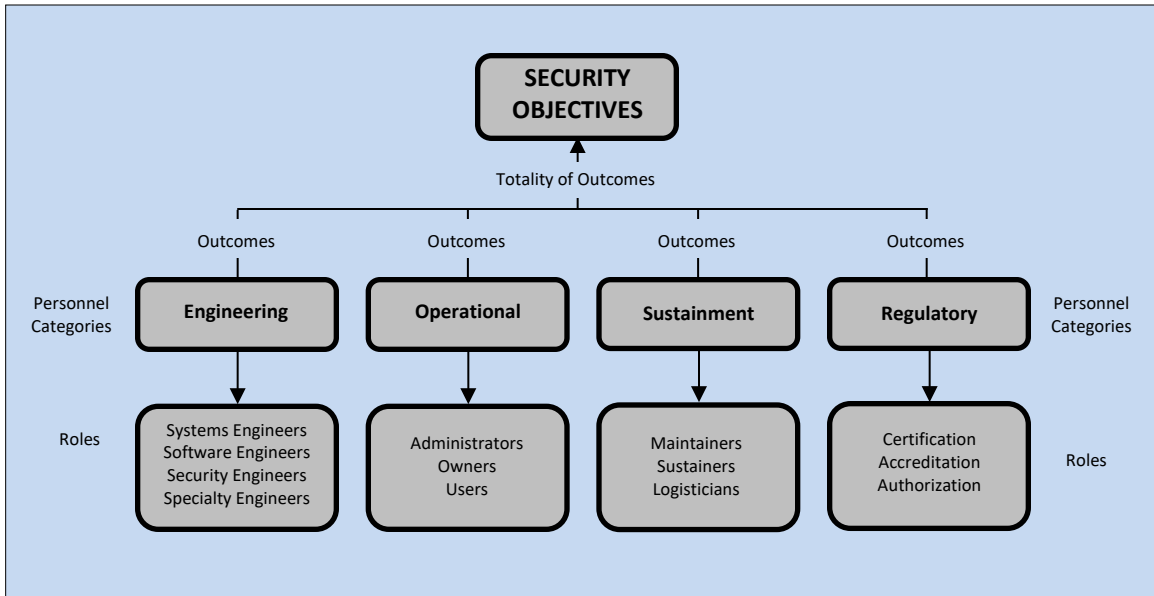 SECURITY
OBJECTIVES
Totality of Outcomes
Outcomes
Outcomes
Outcomes
Outcomes
Personnel
Categories
Engineering
Operational
Sustainment
Regulatory
Personnel
Categories
Roles
Systems Engineers
Software Engineers
Security Engineers
Specialty Engineers
Administrators
Owners
Users
Maintainers
Sustainers
Logisticians
Certification
Accreditation
Authorization
Roles